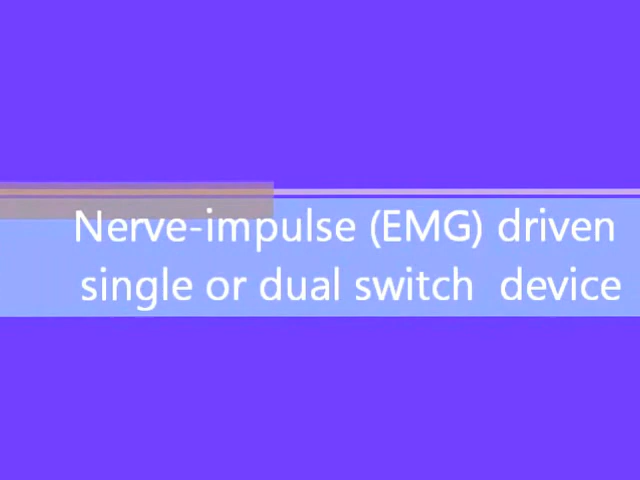 Nerve-impulse (EMG) driven
single or dual switch device